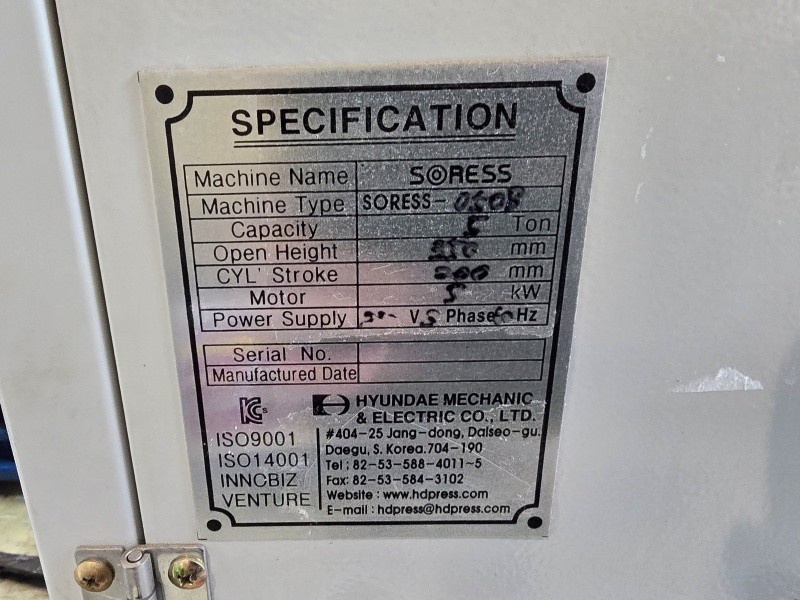 SPECIFICATION
Machine Name SORESS
Machine Type SORESS- 050B
Capacity 5 Ton
Open Height mm
CYL' Stroke mm
Motor 5 kW
Power Supply V Phase Hz
Serial No.
Manufactured Date
KCs HYUNDAE MECHANIC
& ELECTRIC CO., LTD.
ISO9001 #404-25 Jang-dong, Dalseo-gu.
Daegu, S. Korea. 704-190
ISO14001 Tel : 82-53-588-4011~5
INNCBIZ Fax: 82-53-584-3102
Website : www.hdpress.com
VENTURE E-mail : hdpress@hdpress.com